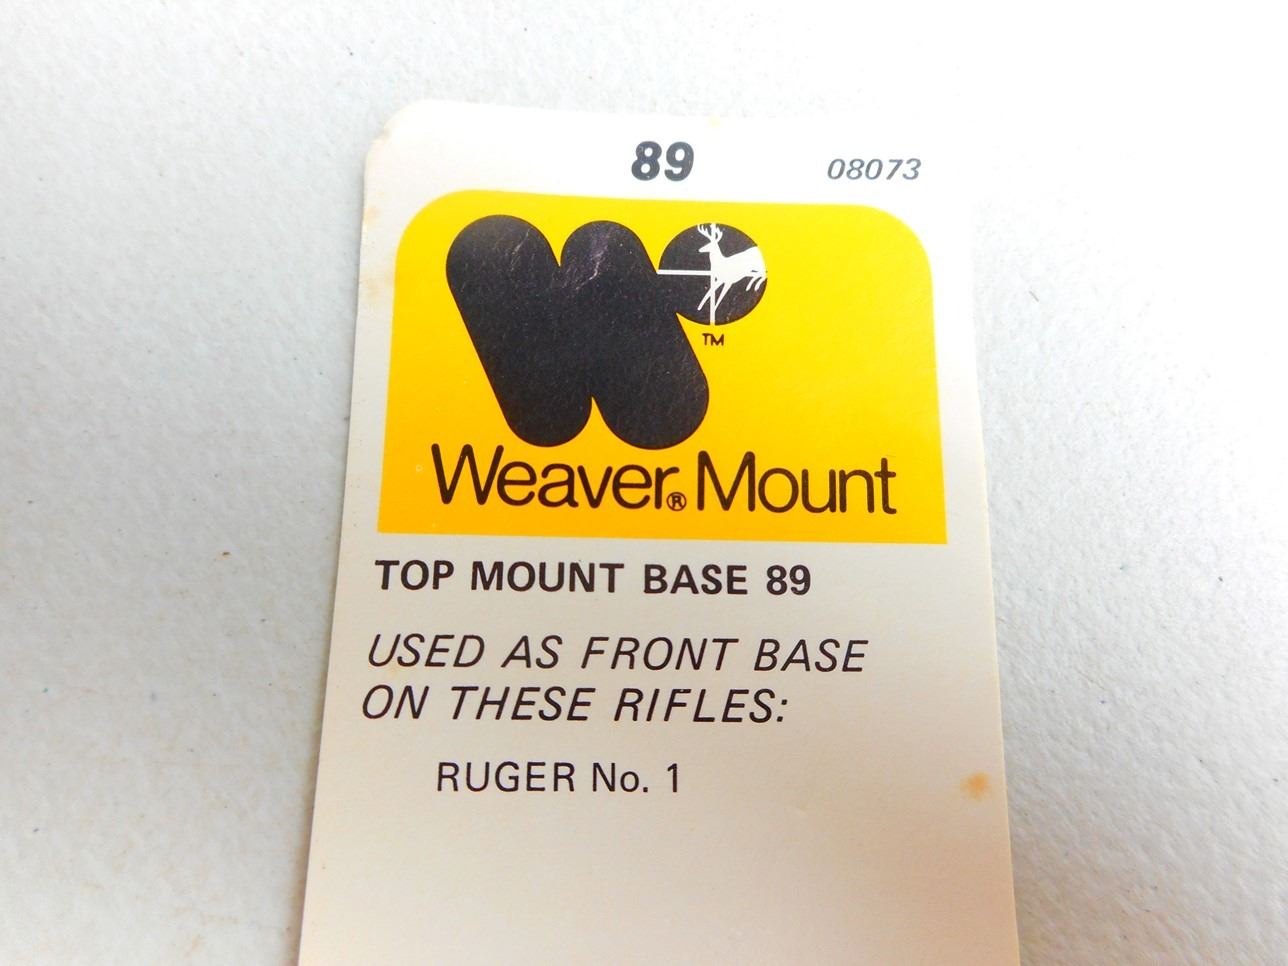 89 08073
TM
Weaver® Mount
TOP MOUNT BASE 89
USED AS FRONT BASE
ON THESE RIFLES:
RUGER No. 1